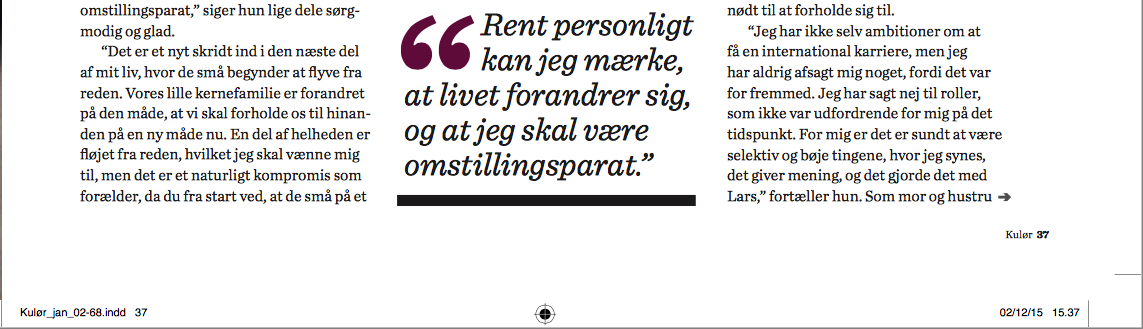 omstillingsparat,” siger hun lige dele sørg-
modig og glad.
“Det er et nyt skridt ind i den næste del
af mit liv, hvor de små begynder at flyve fra
reden. Vores lille kernefamilie er forandret
på den måde, at vi skal forholde os til hinan-
den på en ny måde nu. En del af helheden er
fløjet fra reden, hvilket jeg skal vænne mig
til, men det er et naturligt kompromis som
forælder, da du fra start ved, at de små på et
“ Rent personligt
kan jeg mærke,
at livet forandrer sig,
og at jeg skal være
omstillingsparat.”
nødt til at forholde sig til.
“Jeg har ikke selv ambitioner om at
få en international karriere, men jeg
har aldrig afsagt mig noget, fordi det var
for fremmed. Jeg har sagt nej til roller,
som ikke var udfordrende for mig på det
tidspunkt. For mig er det er sundt at være
selektiv og bøje tingene, hvor jeg synes,
det giver mening, og det gjorde det med
Lars,” fortæller hun. Som mor og hustru ➔
Kulør 37
Kulør_jan_02-68.indd 37
02/12/15 15.37